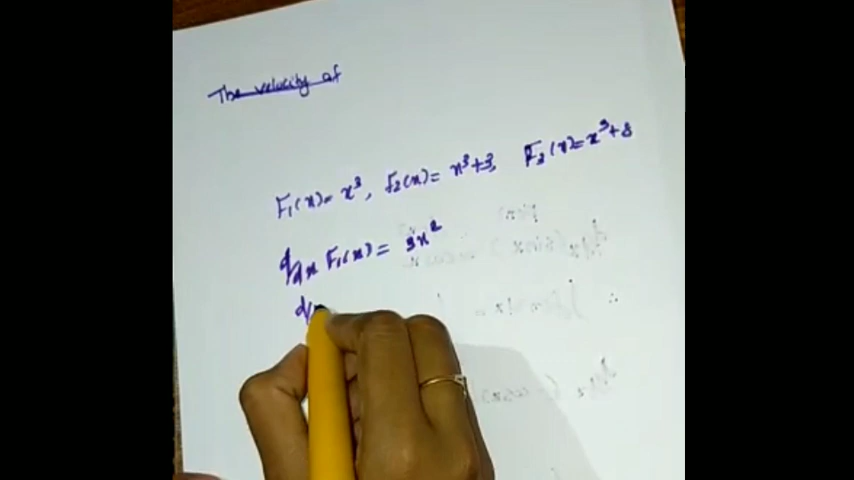 The velocity of
F₁(x) = x³, F₂(x) = x³+3, F₃(x) = x³+8
d/dx F₁(x) = 3x²
d/